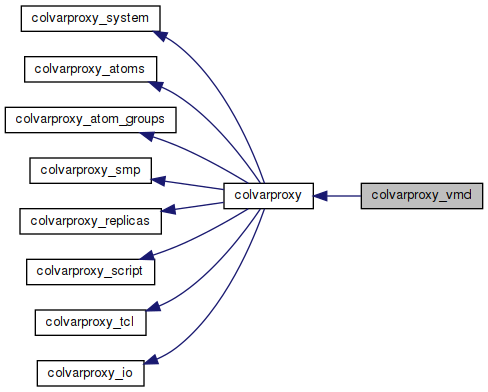 colvarproxy_system
colvarproxy_atoms
colvarproxy_atom_groups
colvarproxy_smp
colvarproxy
colvarproxy_vmd
colvarproxy_replicas
colvarproxy_script
colvarproxy_tcl
colvarproxy_io